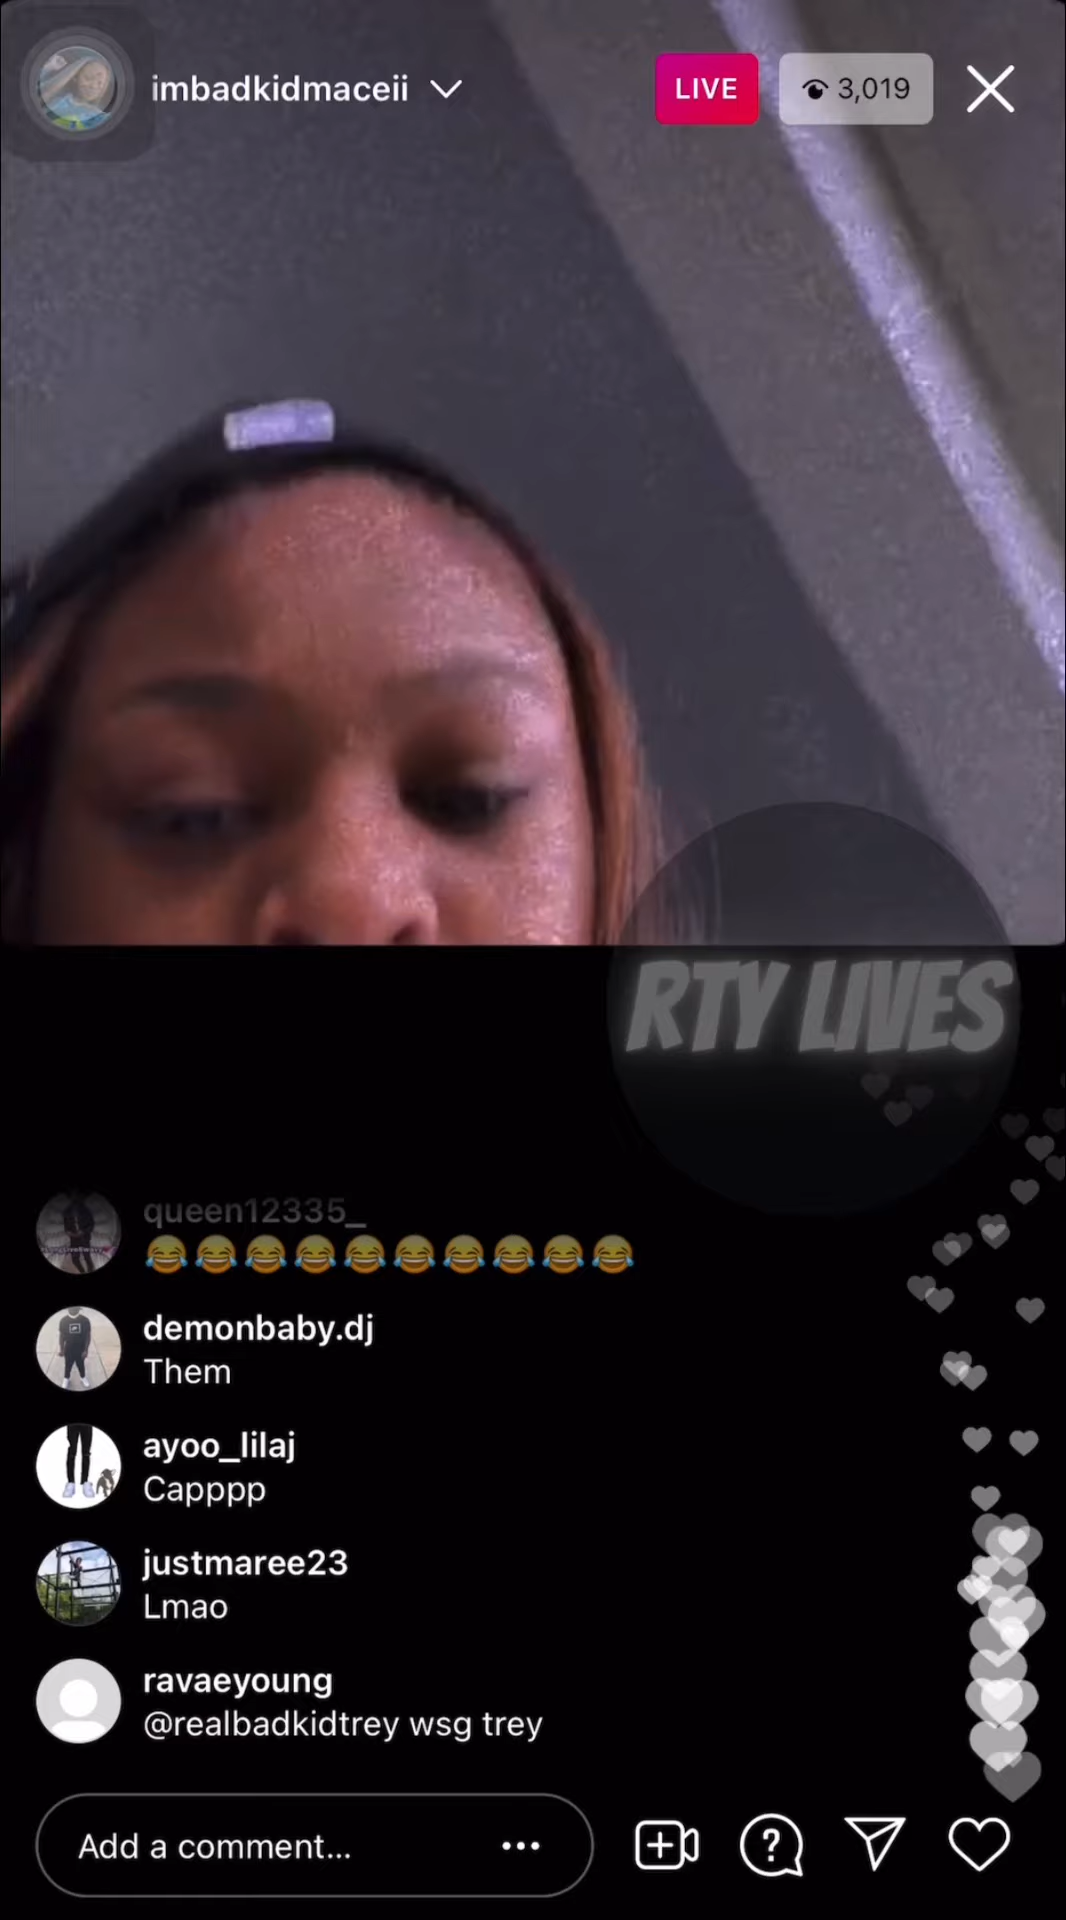 imbadkidmaceii
LIVE
3,019
RTY LIVES
queen12335_
😂😂😂😂😂😂😂😂😂😂
demonbaby.dj
Them
ayoo_lilaj
Capppp
justmaree23
Lmao
ravaeyoung
@realbadkidtrey wsg trey
Add a comment...